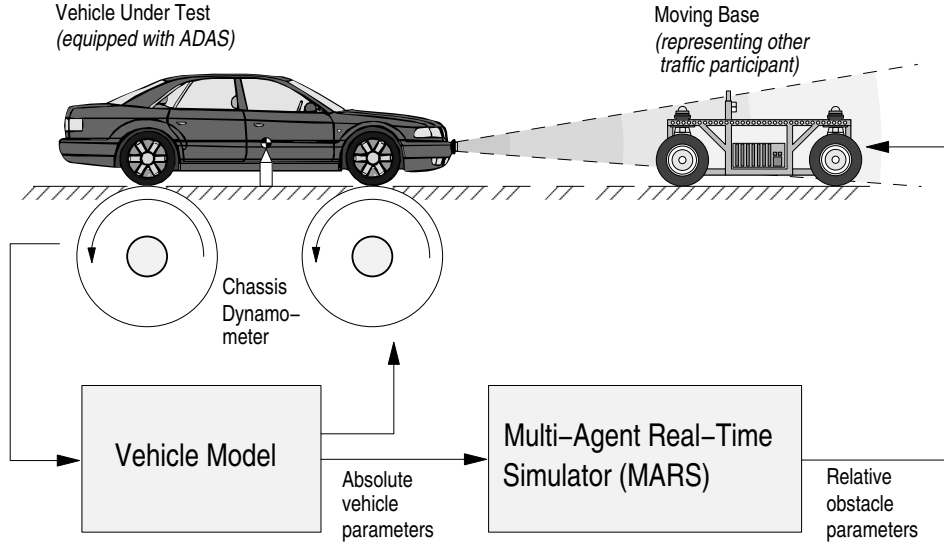 Vehicle Under Test
(equipped with ADAS)
Moving Base
(representing other
traffic participant)
Chassis
Dynamo−
meter
Vehicle Model
Absolute
vehicle
parameters
Multi−Agent Real−Time
Simulator (MARS)
Relative
obstacle
parameters